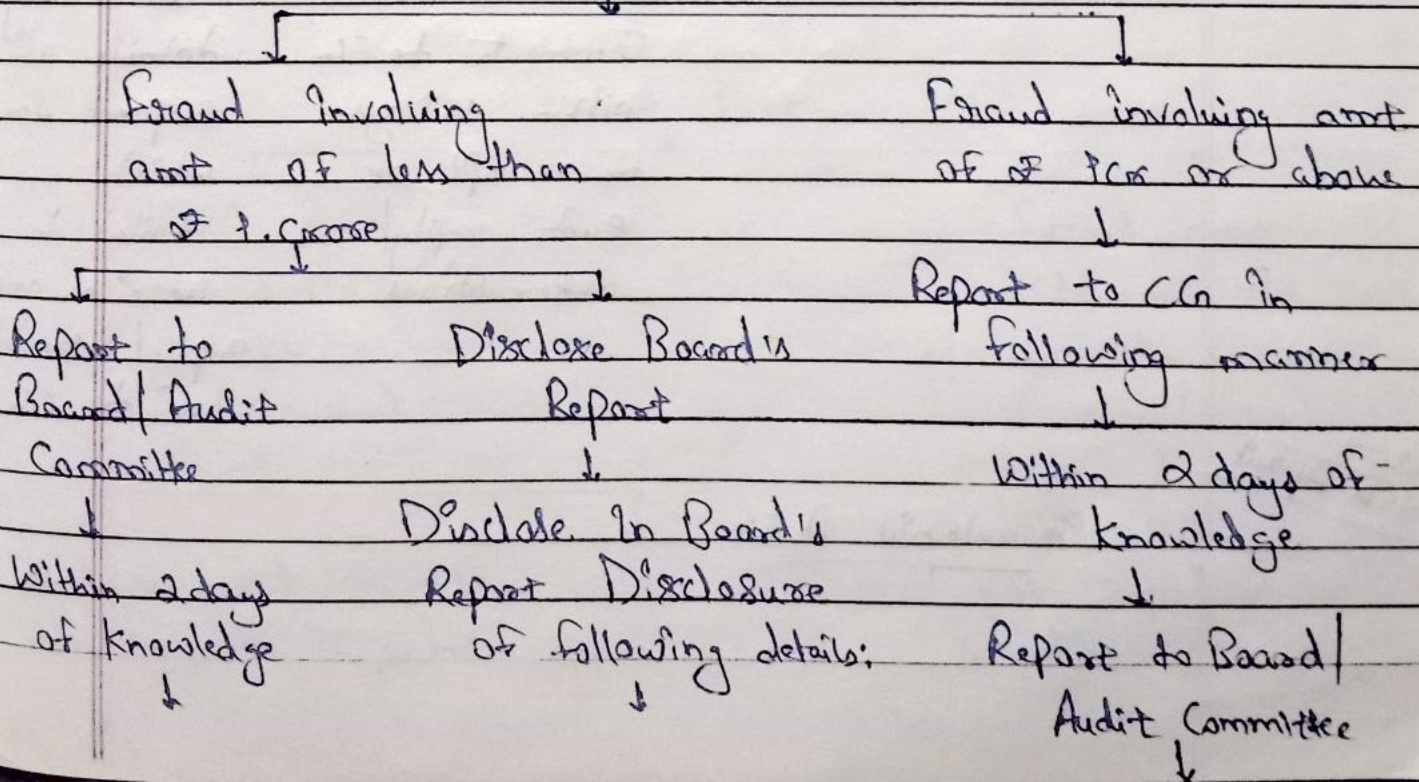 Fraud involving
amt of less than
of ₹ 1. Crore
Report to
Board/ Audit
Committee
Within 2 days
of knowledge
Disclose Board's
Report
Disclose In Board's
Report Disclosure
of following details:
Fraud involving amt
of ₹ 1Cr or above
Report to CG in
following manner
Within 2 days of
knowledge
Report to Board/
Audit Committee